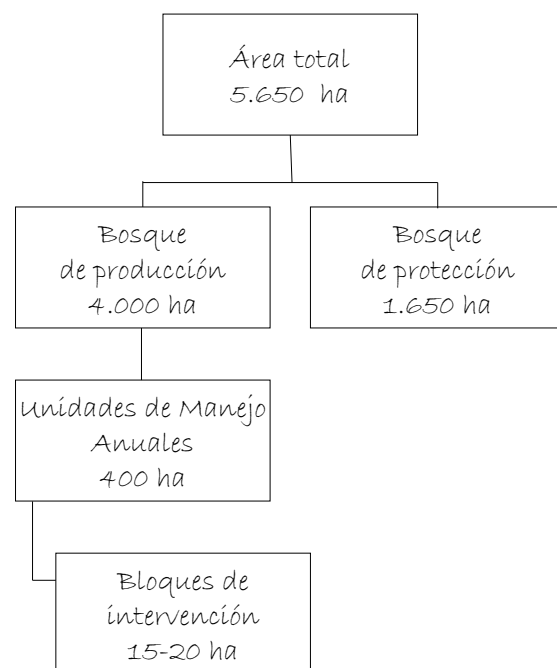 Área total
5.650 ha
Bosque
de producción
4.000 ha
Bosque
de protección
1.650 ha
Unidades de Manejo
Anuales
400 ha
Bloques de
intervención
15-20 ha